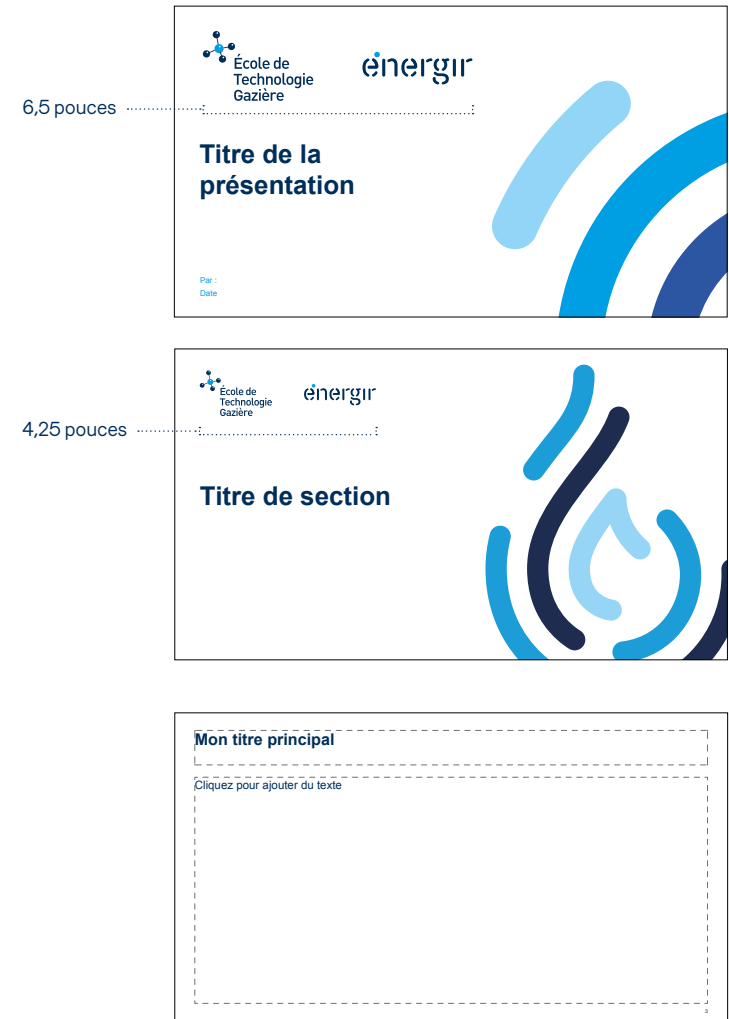 École de
Technologie
Gazière
énergir
6,5 pouces
Titre de la
présentation
Par :
Date
École de
Technologie
Gazière
énergir
4,25 pouces
Titre de section
Mon titre principal
Cliquez pour ajouter du texte
3